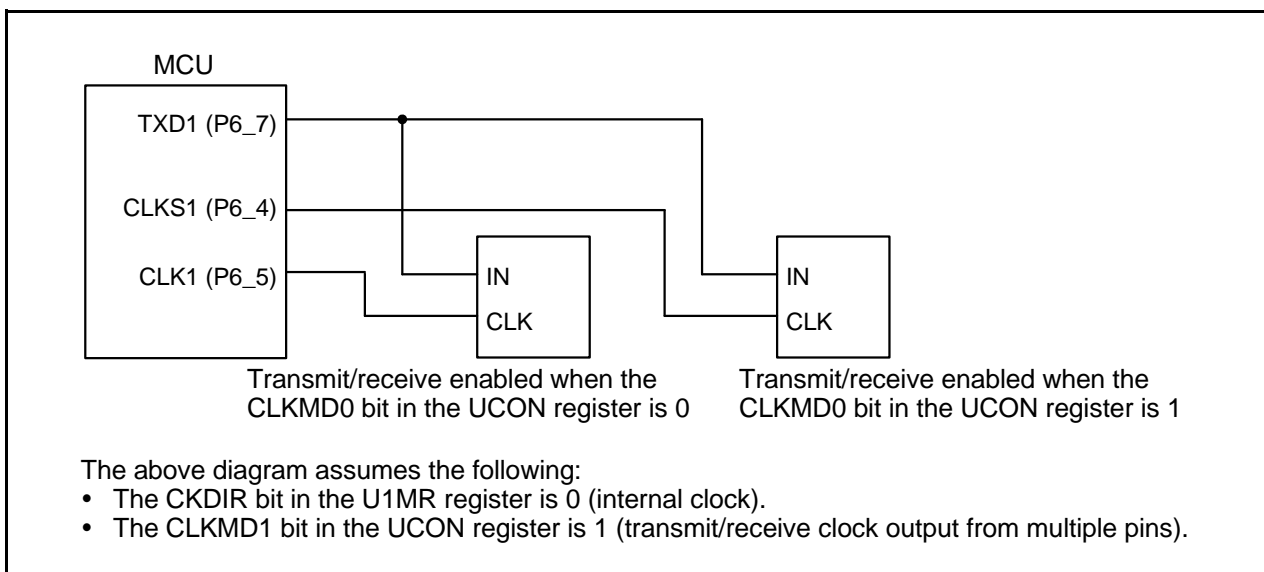 MCU
TXD1 (P6_7)
CLKS1 (P6_4)
CLK1 (P6_5)
IN
CLK
IN
CLK
Transmit/receive enabled when the
CLKMD0 bit in the UCON register is 0
Transmit/receive enabled when the
CLKMD0 bit in the UCON register is 1
The above diagram assumes the following:
• The CKDIR bit in the U1MR register is 0 (internal clock).
• The CLKMD1 bit in the UCON register is 1 (transmit/receive clock output from multiple pins).